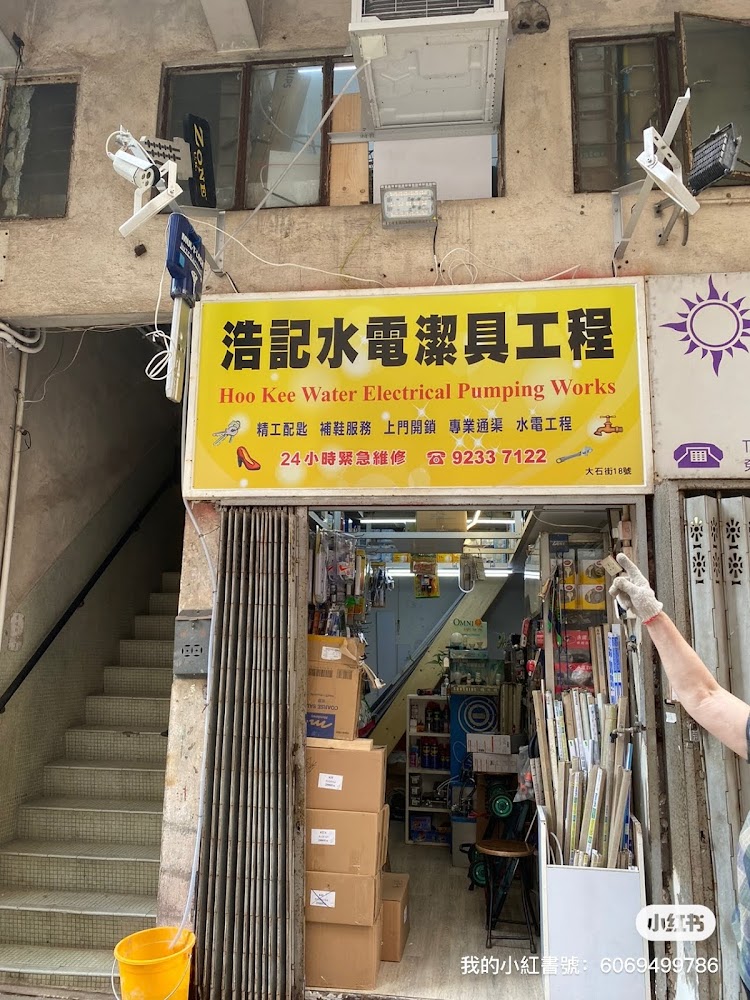 ZONE
浩記水電潔具工程
Hoo Kee Water Electrical Pumping Works
精工配匙 補鞋服務 上門開鎖 專業通渠 水電工程
24小時緊急維修 ☎ 9233 7122
大石街18號
OMNI
小红书
我的小紅書號: 6069499786